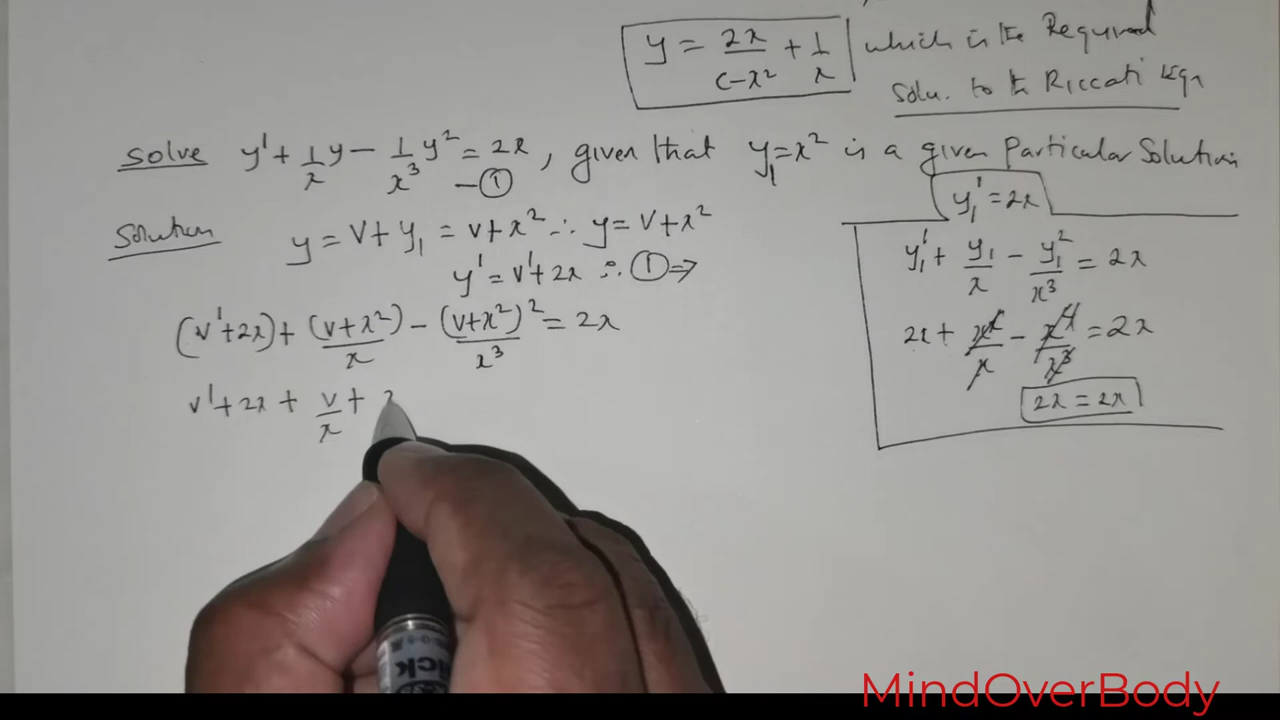 y = 2x/(c-x²) + 1/x which is the Required
Solu. to the Riccati Eqn
Solve y' + 1/x y - 1/x³ y² = 2x, given that y₁=x² is a given Particular Solution
—①
Solution y = v+y₁ = v+x² ∴ y = v+x²
y' = v'+2x ∴ ①⇒
(v'+2x) + (v+x²)/x - (v+x²)²/x³ = 2x
v'+2x + v/x +
y₁' = 2x
y₁' + y₁/x - y₁²/x³ = 2x
2x + x²/x - x⁴/x³ = 2x
2x = 2x
MindOverBody